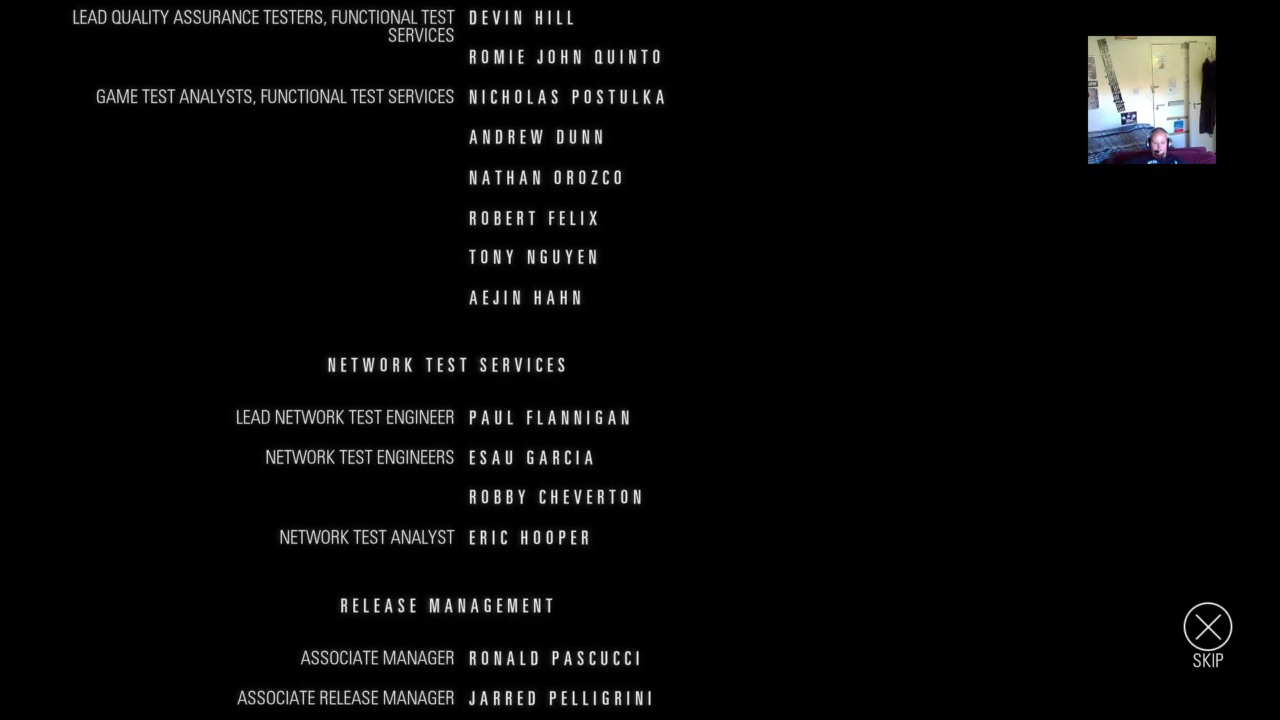 LEAD QUALITY ASSURANCE TESTERS, FUNCTIONAL TEST SERVICES DEVIN HILL
ROMIE JOHN QUINTO
GAME TEST ANALYSTS, FUNCTIONAL TEST SERVICES NICHOLAS POSTULKA
ANDREW DUNN
NATHAN OROZCO
ROBERT FELIX
TONY NGUYEN
AEJIN HAHN
NETWORK TEST SERVICES
LEAD NETWORK TEST ENGINEER PAUL FLANNIGAN
NETWORK TEST ENGINEERS ESAU GARCIA
ROBBY CHEVERTON
NETWORK TEST ANALYST ERIC HOOPER
RELEASE MANAGEMENT
ASSOCIATE MANAGER RONALD PASCUCCI
ASSOCIATE RELEASE MANAGER JARRED PELLIGRINI
SKIP